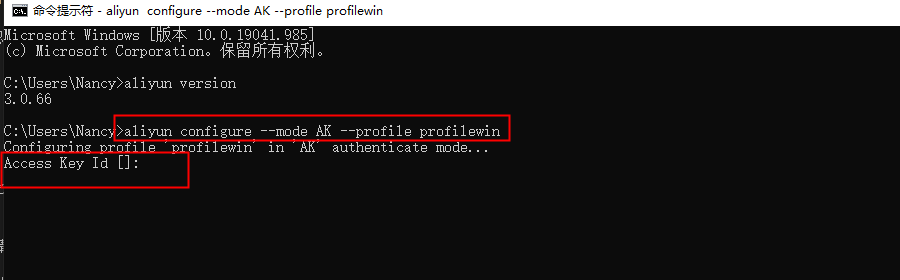 命令提示符 - aliyun  configure --mode AK --profile profilewin
Microsoft Windows [版本 10.0.19041.985]
(c) Microsoft Corporation。保留所有权利。
C:\Users\Nancy>aliyun version
3.0.66
C:\Users\Nancy>aliyun configure --mode AK --profile profilewin
Configuring profile 'profilewin' in 'AK' authenticate mode...
Access Key Id []: